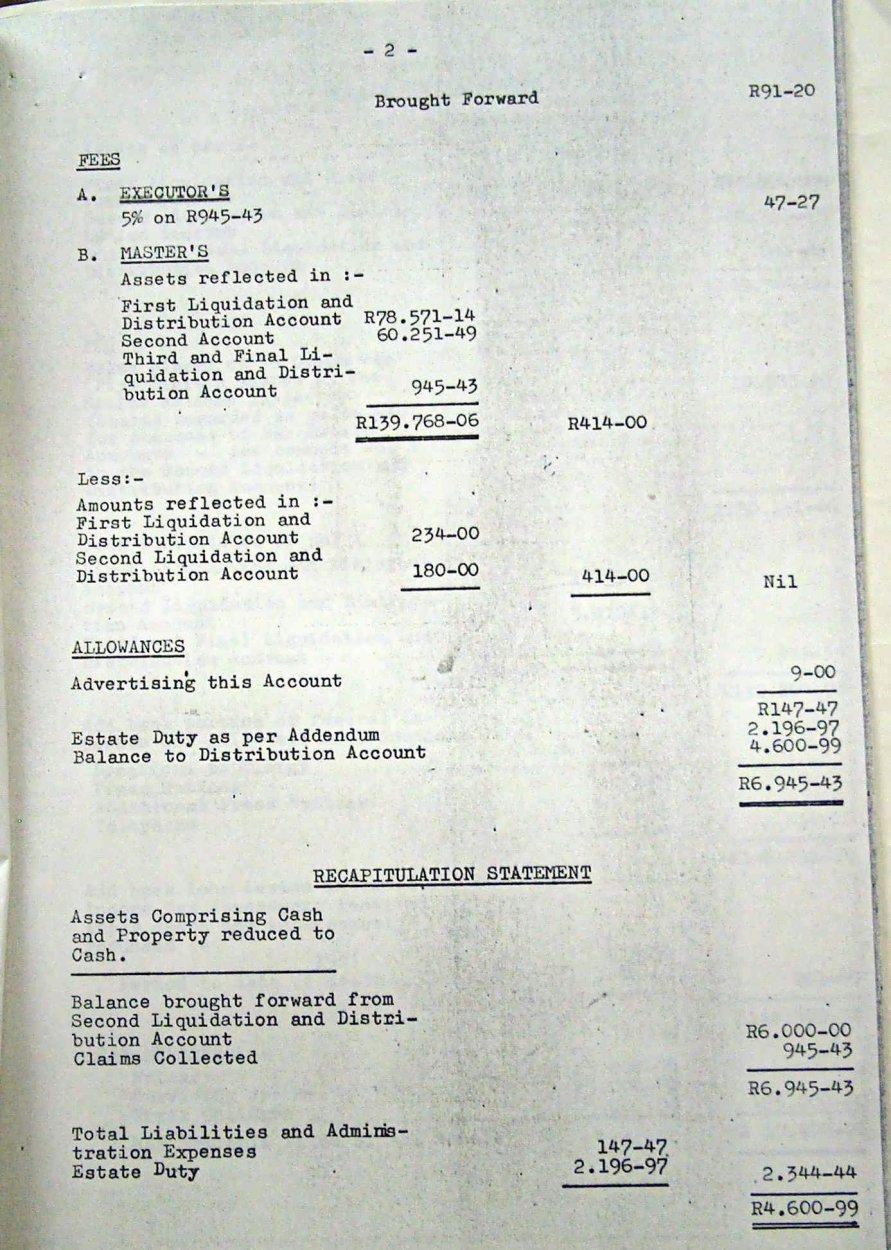 - 2 -
Brought Forward R91-20
FEES
A. EXECUTOR'S
5% on R945-43 47-27
B. MASTER'S
Assets reflected in :-
First Liquidation and
Distribution Account R78.571-14
Second Account 60.251-49
Third and Final Li-
quidation and Distri-
bution Account 945-43
R139.768-06 R414-00
Less:-
Amounts reflected in :-
First Liquidation and
Distribution Account 234-00
Second Liquidation and
Distribution Account 180-00 414-00 Nil
ALLOWANCES
Advertising this Account 9-00
R147-47
Estate Duty as per Addendum 2.196-97
Balance to Distribution Account 4.600-99
R6.945-43
RECAPITULATION STATEMENT
Assets Comprising Cash
and Property reduced to
Cash.
Balance brought forward from
Second Liquidation and Distri-
bution Account R6.000-00
Claims Collected 945-43
R6.945-43
Total Liabilities and Adminis-
tration Expenses 147-47
Estate Duty 2.196-97 2.344-44
R4.600-99